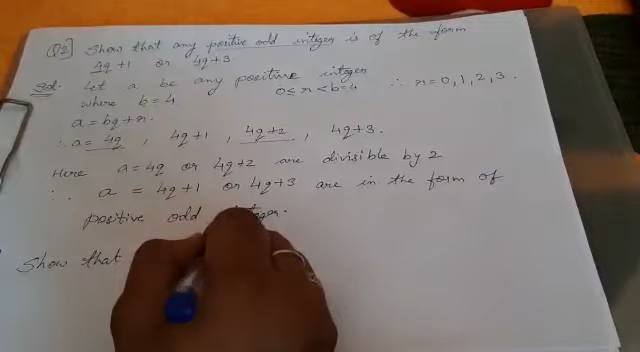 Q2] Show that any positive odd integer is of the form
4q+1 or 4q+3
Sol: Let a be any positive integer
where b=4 0≤r<b=4 ∴ r=0,1,2,3.
a=bq+r.
∴ a=4q, 4q+1, 4q+2, 4q+3.
Here a=4q or 4q+2 are divisible by 2
∴ a = 4q+1 or 4q+3 are in the form of
positive odd integer.
Show that